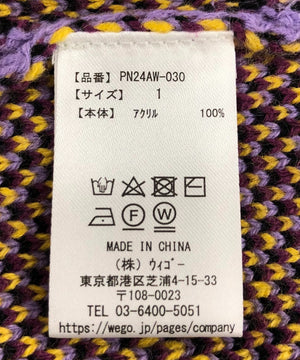 【品番】 PN24AW-030
【サイズ】 1
【本体】 アクリル 100%
F W
MADE IN CHINA
(株) ウィゴー
東京都港区芝浦4-15-33
〒108-0023
03-6400-5051
https://wego.jp/pages/company